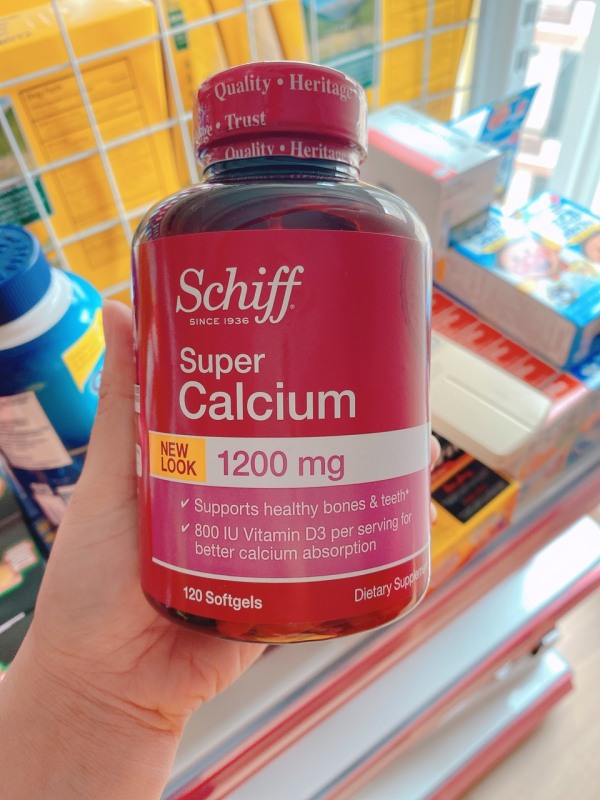 Quality • Heritage
• Trust
Quality • Heritage
Schiff
SINCE 1936
Super
Calcium
NEW
LOOK
1200 mg
✓ Supports healthy bones & teeth*
✓ 800 IU Vitamin D3 per serving for
better calcium absorption
120 Softgels
Dietary Supplement